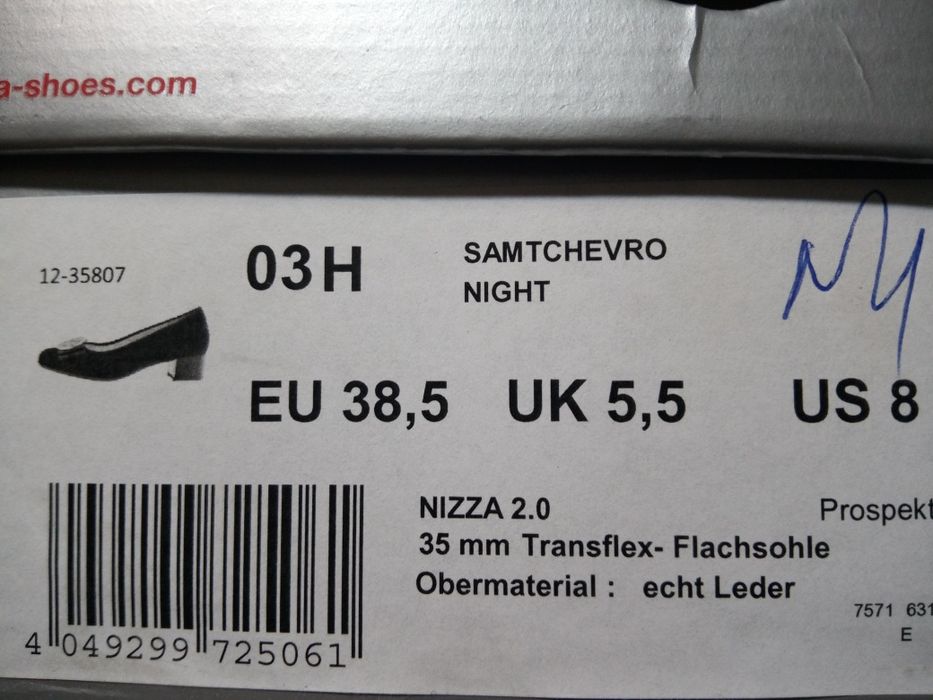 a-shoes.com
12-35807
03 H
SAMTCHEVRO
NIGHT
EU 38,5 UK 5,5 US 8
NIZZA 2.0
Prospekt
35 mm Transflex- Flachsohle
Obermaterial : echt Leder
7571 631
E
4 049299 725061